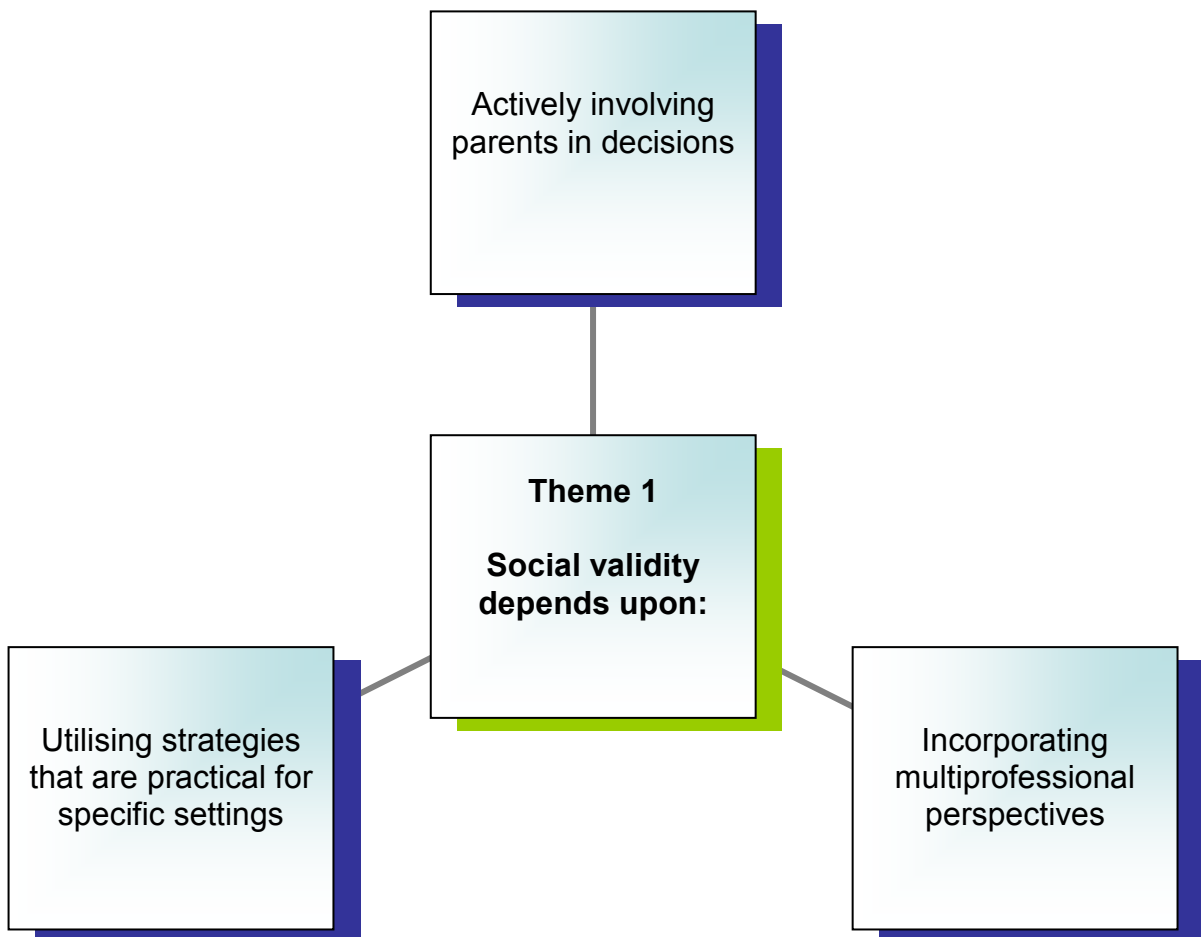 Actively involving
parents in decisions
Theme 1
Social validity
depends upon:
Utilising strategies
that are practical for
specific settings
Incorporating
multiprofessional
perspectives